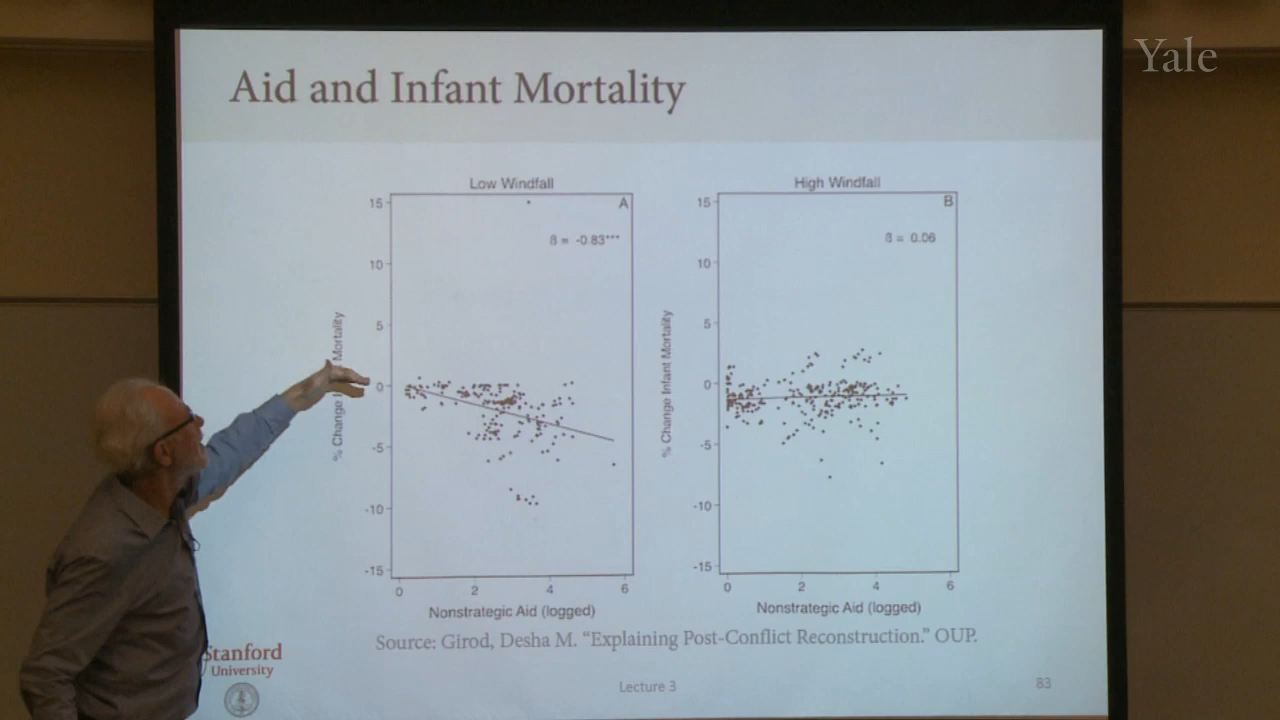 Yale
Aid and Infant Mortality
Low Windfall
High Windfall
A
B
15
10
5
0
-5
-10
-15
ß = -0.83***
15
10
5
0
-5
-10
-15
ß = 0.06
% Change Mortality
% Change Infant Mortality
0 2 4 6
0 2 4 6
Nonstrategic Aid (logged)
Nonstrategic Aid (logged)
Source: Girod, Desha M. “Explaining Post-Conflict Reconstruction.” OUP.
Stanford
University
Lecture 3
83